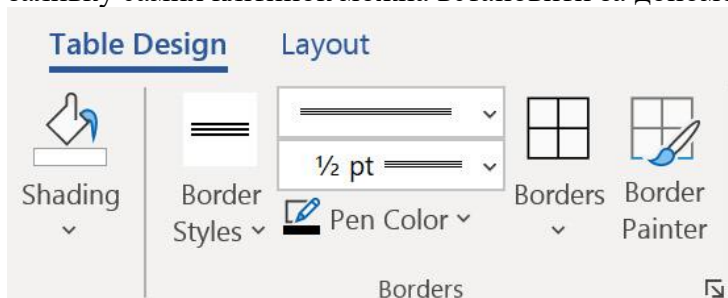 Table Design Layout
½ pt
Shading Border Styles Pen Color Borders Border Painter
Borders